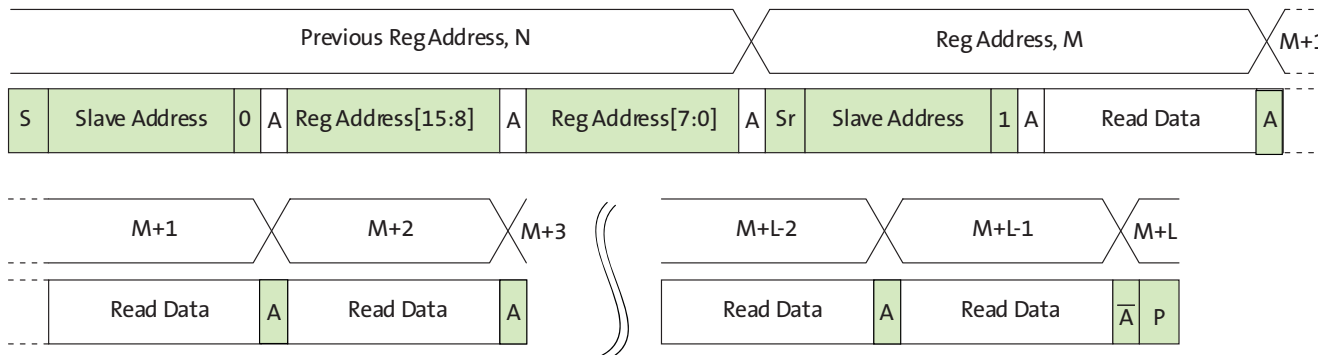 Previous Reg Address, N Reg Address, M M+1
S Slave Address 0 A Reg Address[15:8] A Reg Address[7:0] A Sr Slave Address 1 A Read Data A
M+1 M+2 M+3 M+L-2 M+L-1 M+L
Read Data A Read Data A Read Data A Read Data A̅ P